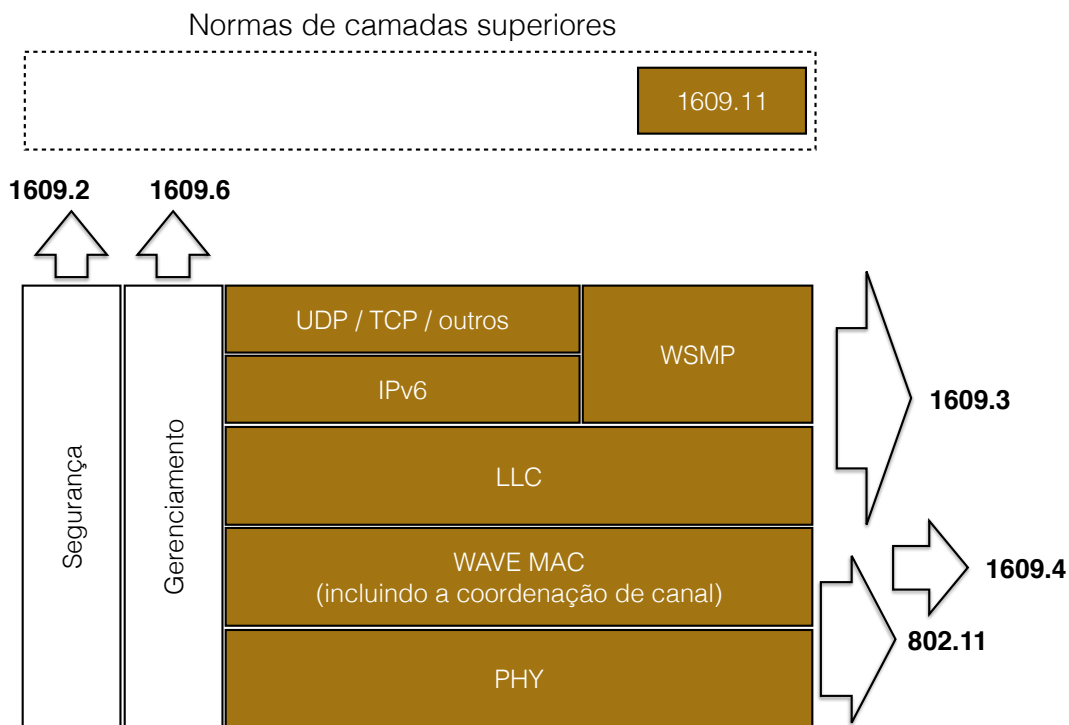 Normas de camadas superiores
1609.11
1609.2
1609.6
Segurança
Gerenciamento
UDP / TCP / outros
IPv6
WSMP
LLC
WAVE MAC
(incluindo a coordenação de canal)
PHY
1609.3
1609.4
802.11